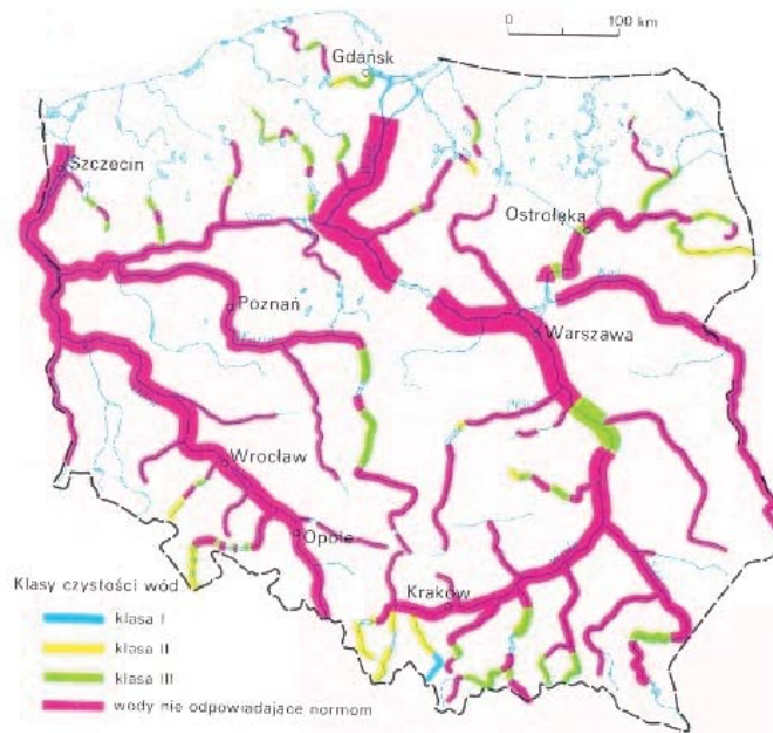 0 100 km
Gdańsk
Szczecin
Ostrołęka
Poznań
Warszawa
Wrocław
Opole
Kraków
Klasy czystości wód
klasa I
klasa II
klasa III
wody nie odpowiadające normom